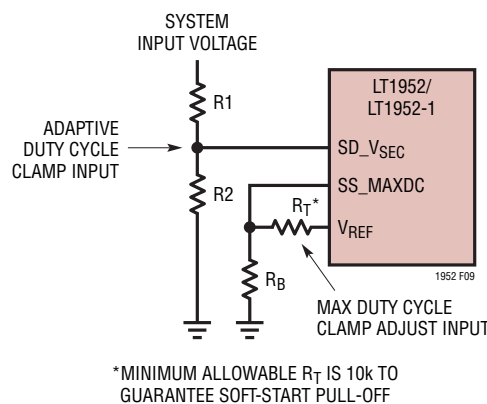 SYSTEM
INPUT VOLTAGE
R1
ADAPTIVE
DUTY CYCLE
CLAMP INPUT
R2
LT1952/
LT1952-1
SD_VSEC
SS_MAXDC
RT*
VREF
RB
1952 F09
MAX DUTY CYCLE
CLAMP ADJUST INPUT
*MINIMUM ALLOWABLE RT IS 10k TO
GUARANTEE SOFT-START PULL-OFF